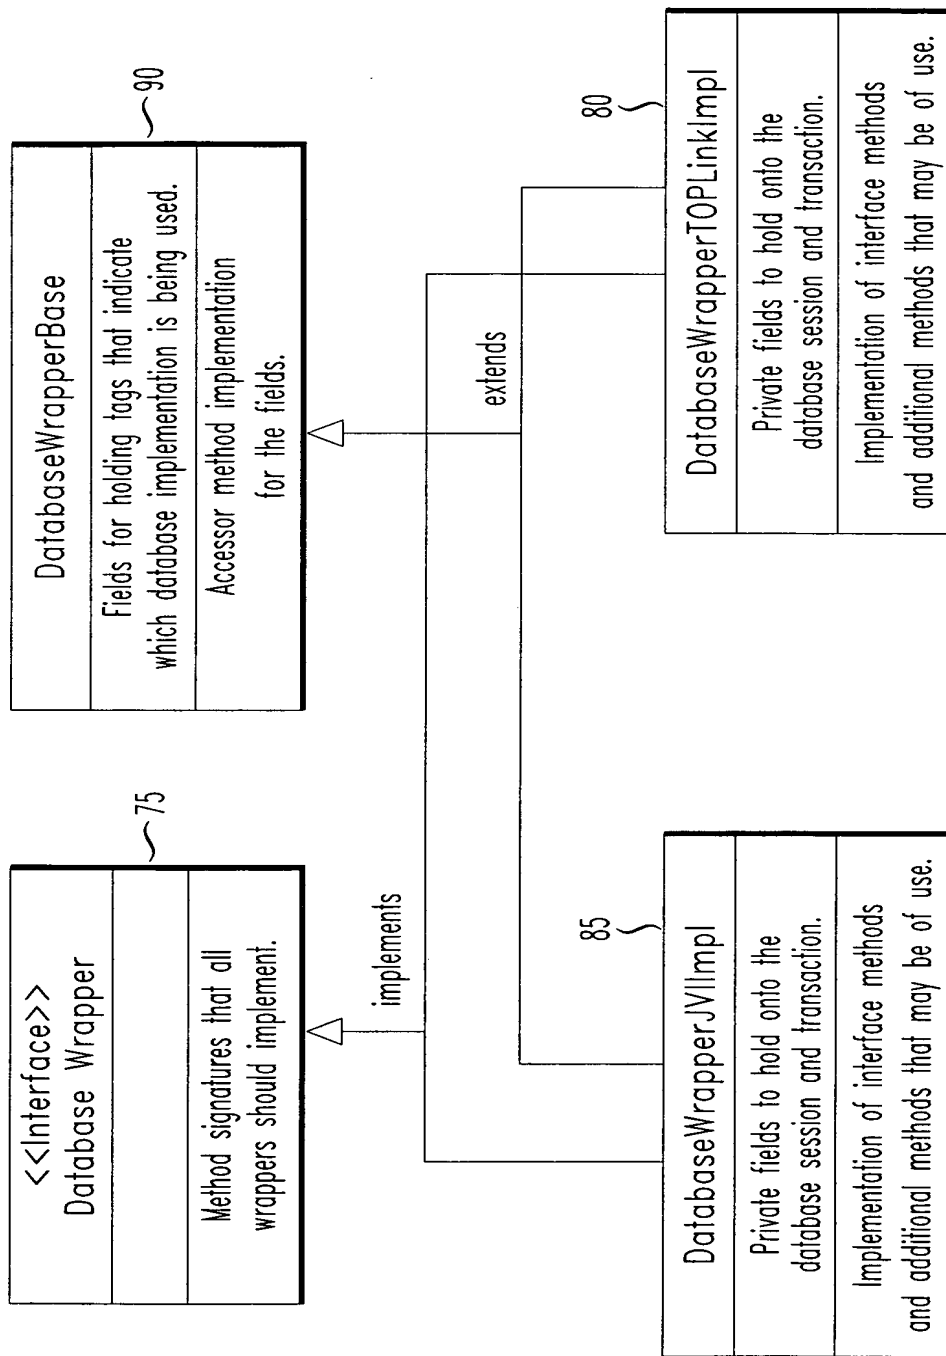 <<Interface>>
Database Wrapper
Method signatures that all
wrappers should implement.
75
DatabaseWrapperBase
Fields for holding tags that indicate
which database implementation is being used.
Accessor method implementation
for the fields.
90
implements
extends
85
DatabaseWrapperJVIImpl
Private fields to hold onto the
database session and transaction.
Implementation of interface methods
and additional methods that may be of use.
80
DatabaseWrapperTOPLinkImpl
Private fields to hold onto the
database session and transaction.
Implementation of interface methods
and additional methods that may be of use.